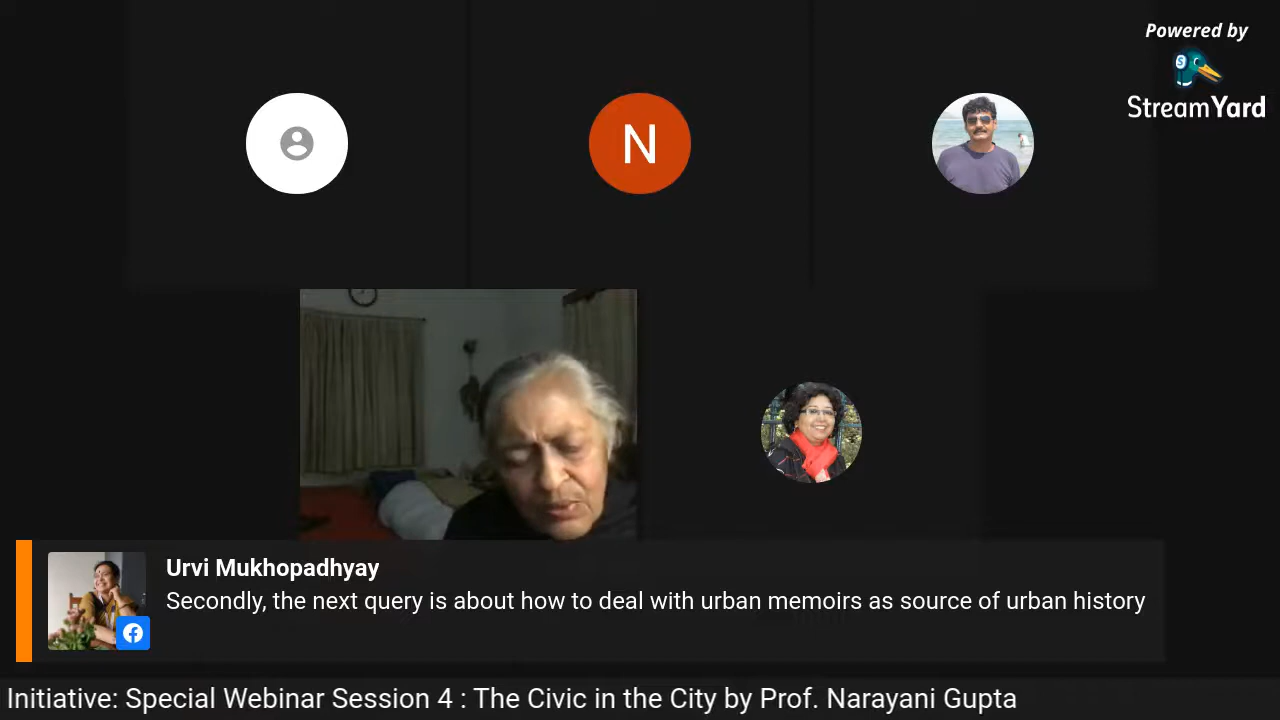 Powered by
S
StreamYard
N
Urvi Mukhopadhyay
Secondly, the next query is about how to deal with urban memoirs as source of urban history
Initiative: Special Webinar Session 4 : The Civic in the City by Prof. Narayani Gupta